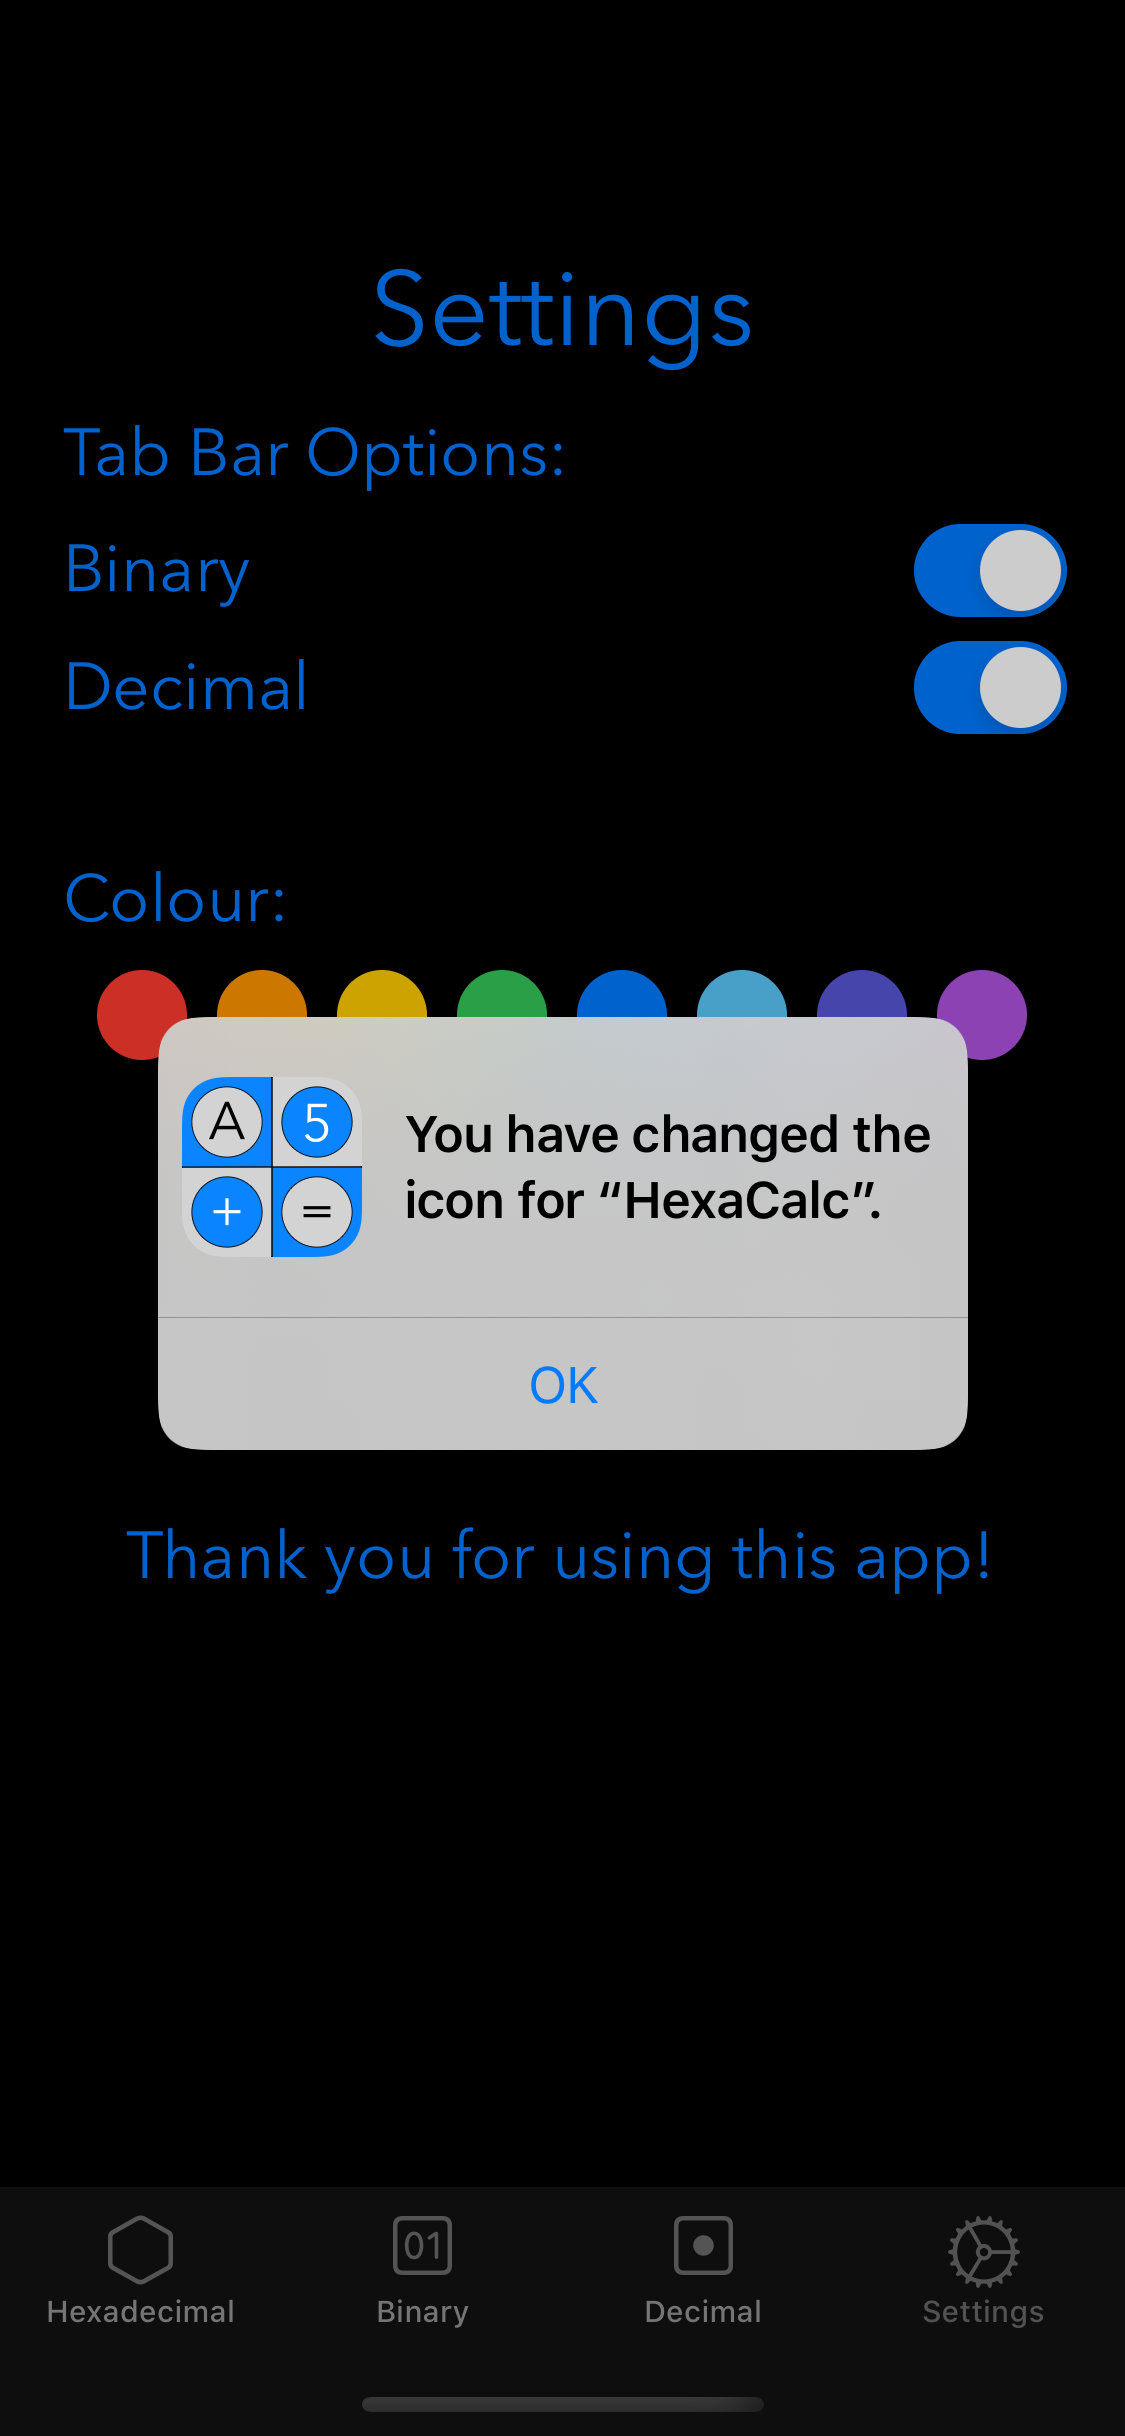 Settings
Tab Bar Options:
Binary
Decimal
Colour:
A 5
+ =
You have changed the
icon for “HexaCalc”.
OK
Thank you for using this app!
01
Hexadecimal Binary Decimal Settings